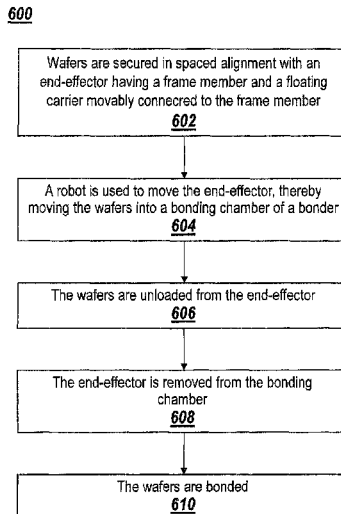 600
Wafers are secured in spaced alignment with an
end-effector having a frame member and a floating
carrier movably connecred to the frame member
602
A robot is used to move the end-effector, thereby
moving the wafers into a bonding chamber of a bonder
604
The wafers are unloaded from the end-effector
606
The end-effector is removed from the bonding
chamber
608
The wafers are bonded
610